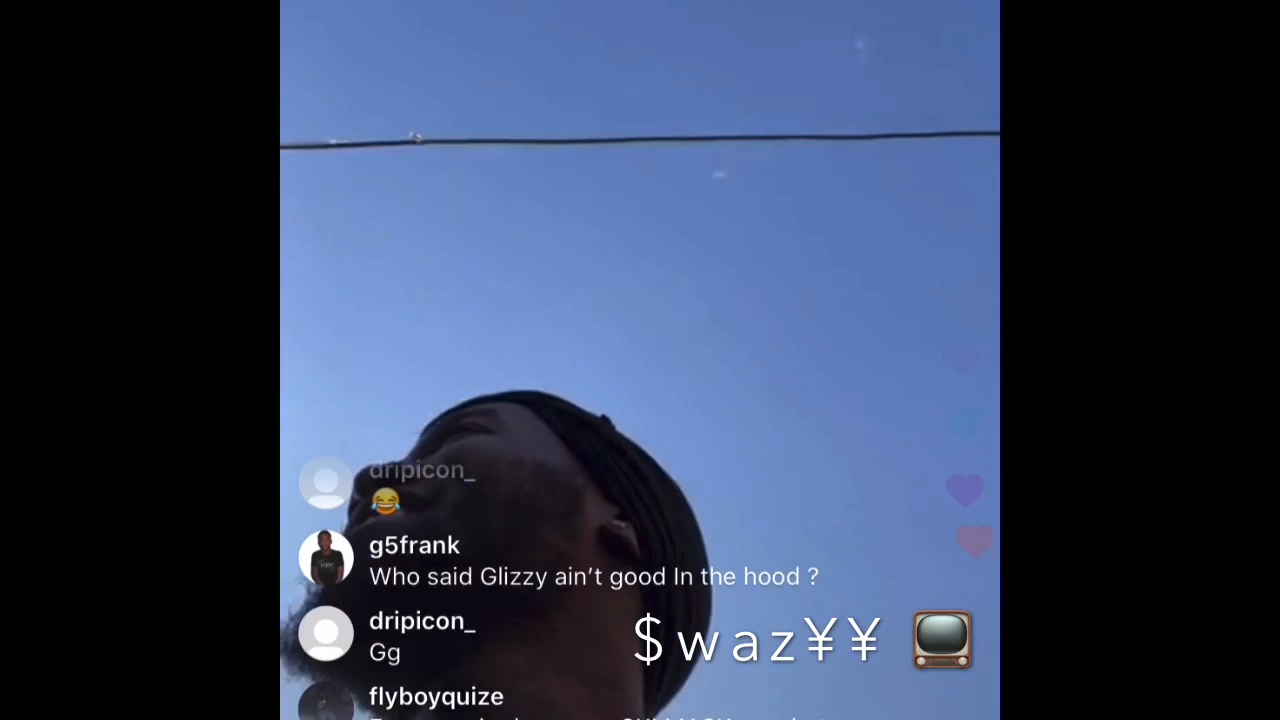 dripicon_
😂
g5frank
Who said Glizzy ain’t good In the hood ?
dripicon_
Gg
$waz¥¥ 📺
flyboyquize